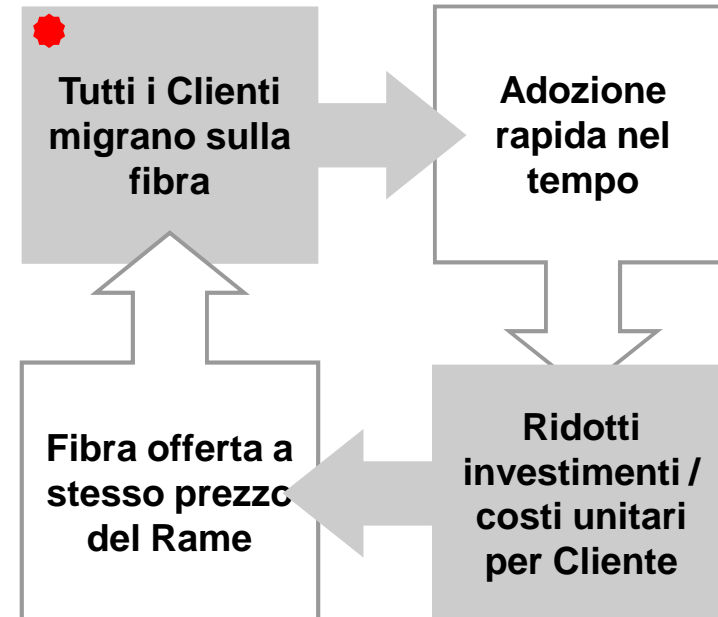 Tutti i Clienti
migrano sulla
fibra
Adozione
rapida nel
tempo
Fibra offerta a
stesso prezzo
del Rame
Ridotti
investimenti /
costi unitari
per Cliente